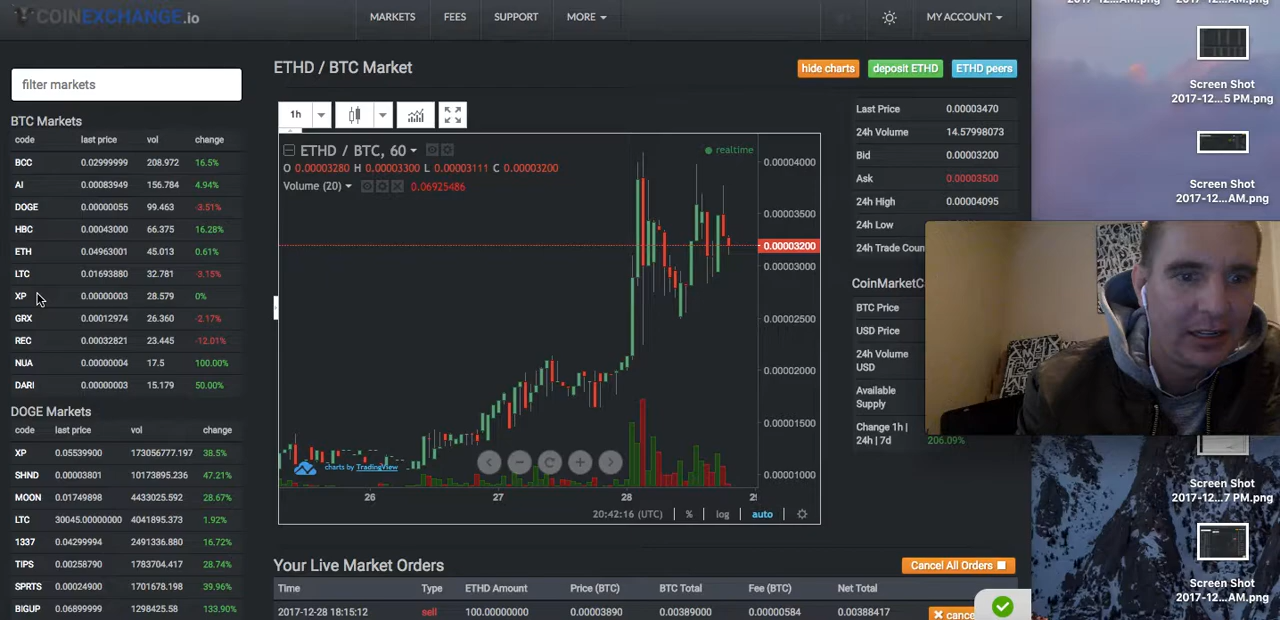 COINEXCHANGE.io
MARKETS FEES SUPPORT MORE MY ACCOUNT
filter markets
BTC Markets
code last price vol change
BCC 0.02999999 208.972 16.5%
AI 0.00083949 156.784 4.94%
DOGE 0.00000055 99.463 -3.51%
HBC 0.00043000 66.375 16.28%
ETH 0.04963001 45.013 0.61%
LTC 0.01693880 32.781 -3.15%
XP 0.00000003 28.579 0%
GRX 0.00012974 26.360 -2.17%
REC 0.00032821 23.445 -12.01%
NUA 0.00000004 17.5 100.00%
DARI 0.00000003 15.179 50.00%
DOGE Markets
code last price vol change
XP 0.05539900 173056777.197 38.5%
SHND 0.00003801 10173895.236 47.21%
MOON 0.01749898 4433025.592 28.67%
LTC 30045.00000000 4041895.373 1.92%
1337 0.04299994 2491336.880 16.72%
TIPS 0.00258790 1783704.417 28.74%
SPRTS 0.00024900 1701678.198 39.96%
BIGUP 0.06899999 1298425.58 133.90%
ETHD / BTC Market
hide charts deposit ETHD ETHD peers
1h
ETHD / BTC, 60
realtime
O 0.00003280 H 0.00003300 L 0.00003111 C 0.00003200
Volume (20) 0.06925486
0.00004000
0.00003500
0.00003200
0.00003000
0.00002500
0.00002000
0.00001500
0.00001000
charts by TradingView
26 27 28 2
20:42:16 (UTC) % log auto
Last Price 0.00003470
24h Volume 14.57998073
Bid 0.00003200
Ask 0.00003500
24h High 0.00004095
24h Low
24h Trade Coun
CoinMarketC
BTC Price
USD Price
24h Volume
USD
Available
Supply
Change 1h |
24h | 7d 206.09%
Your Live Market Orders
Cancel All Orders
Time Type ETHD Amount Price (BTC) BTC Total Fee (BTC) Net Total
2017-12-28 18:15:12 sell 100.00000000 0.00003890 0.00389000 0.00000584 0.00388417
cance
Screen Shot
2017-12...5 PM.png
Screen Shot
2017-12...AM.png
Screen Shot
2017-12...7 PM.png
Screen Shot
2017-12...AM.png